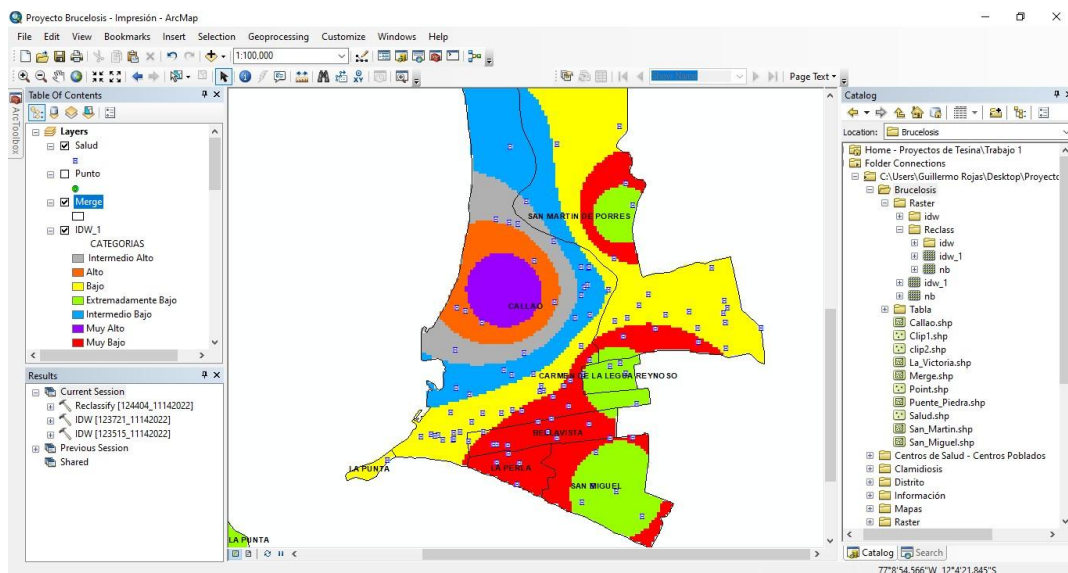 Proyecto Brucelosis - Impresión - ArcMap
File Edit View Bookmarks Insert Selection Geoprocessing Customize Windows Help
1:100,000
Page Text
ArcToolbox
Table Of Contents
Layers
Salud
Punto
Merge
IDW_1
CATEGORIAS
Intermedio Alto
Alto
Bajo
Extremadamente Bajo
Intermedio Bajo
Muy Alto
Muy Bajo
Results
Current Session
Reclassify [124404_11142022]
IDW [123721_11142022]
IDW [123515_11142022]
Previous Session
Shared
SAN MARTIN DE PORRES
CALLAO
CARMEN DE LA LEGUA REYNOSO
BELLAVISTA
LA PUNTA
LA PERLA
SAN MIGUEL
LA PUNTA
Catalog
Location: Brucelosis
Home - Proyectos de Tesina\Trabajo 1
Folder Connections
C:\Users\Guillermo Rojas\Desktop\Proyecto
Brucelosis
Raster
idw
Reclass
idw
idw_1
nb
idw_1
nb
Tabla
Callao.shp
Clip1.shp
clip2.shp
La_Victoria.shp
Merge.shp
Point.shp
Puente_Piedra.shp
Salud.shp
San_Martin.shp
San_Miguel.shp
Centros de Salud - Centros Poblados
Clamidiosis
Distrito
Información
Mapas
Raster
Catalog Search
77°8'54.566"W 12°4'21.845"S